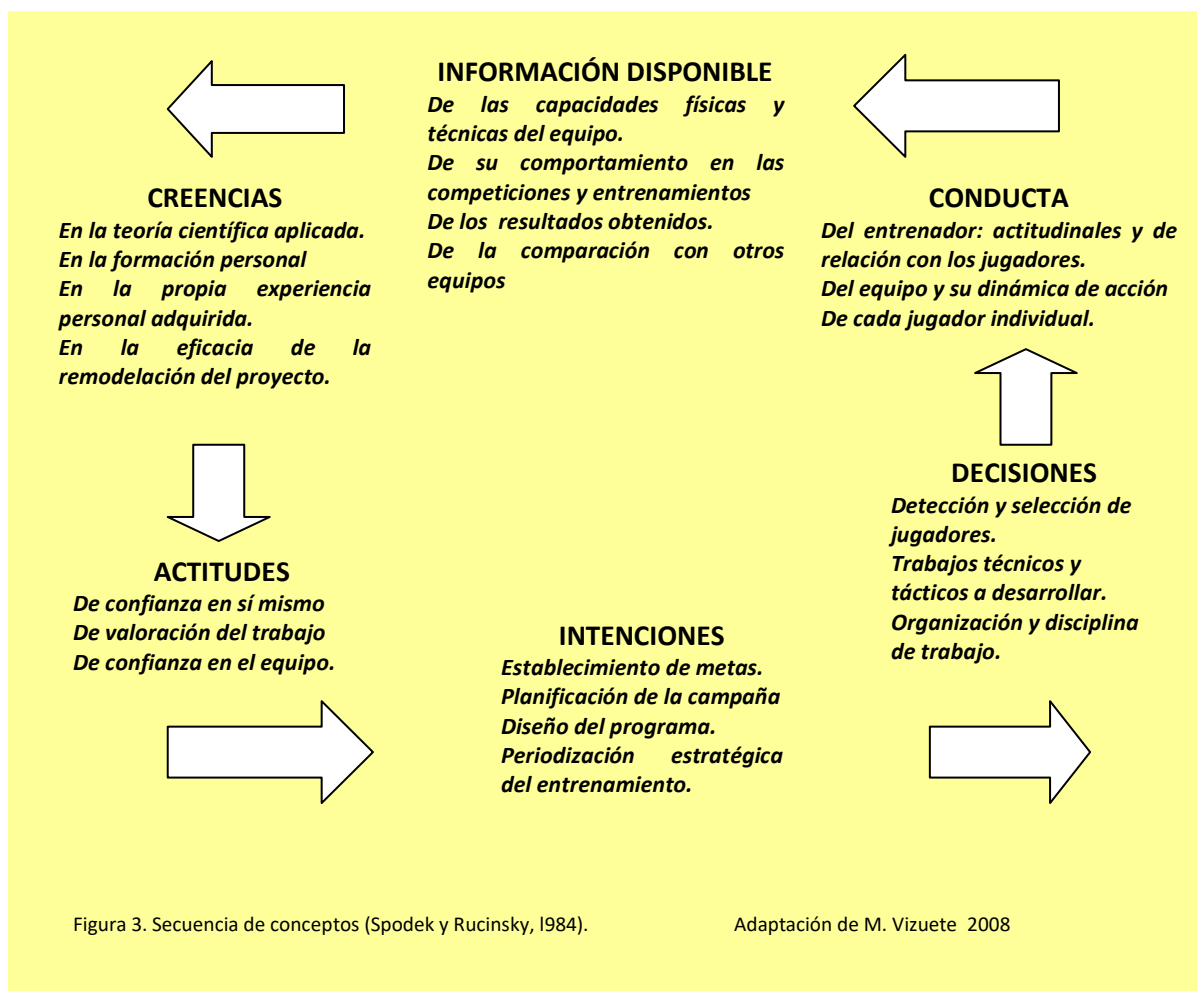 INFORMACIÓN DISPONIBLE
De las capacidades físicas y
técnicas del equipo.
De su comportamiento en las
competiciones y entrenamientos
De los resultados obtenidos.
De la comparación con otros
equipos
CREENCIAS
En la teoría científica aplicada.
En la formación personal
En la propia experiencia
personal adquirida.
En la eficacia de la
remodelación del proyecto.
CONDUCTA
Del entrenador: actitudinales y de
relación con los jugadores.
Del equipo y su dinámica de acción
De cada jugador individual.
DECISIONES
Detección y selección de
jugadores.
Trabajos técnicos y
tácticos a desarrollar.
Organización y disciplina
de trabajo.
ACTITUDES
De confianza en sí mismo
De valoración del trabajo
De confianza en el equipo.
INTENCIONES
Establecimiento de metas.
Planificación de la campaña
Diseño del programa.
Periodización estratégica
del entrenamiento.
Figura 3. Secuencia de conceptos (Spodek y Rucinsky, l984). Adaptación de M. Vizuete 2008